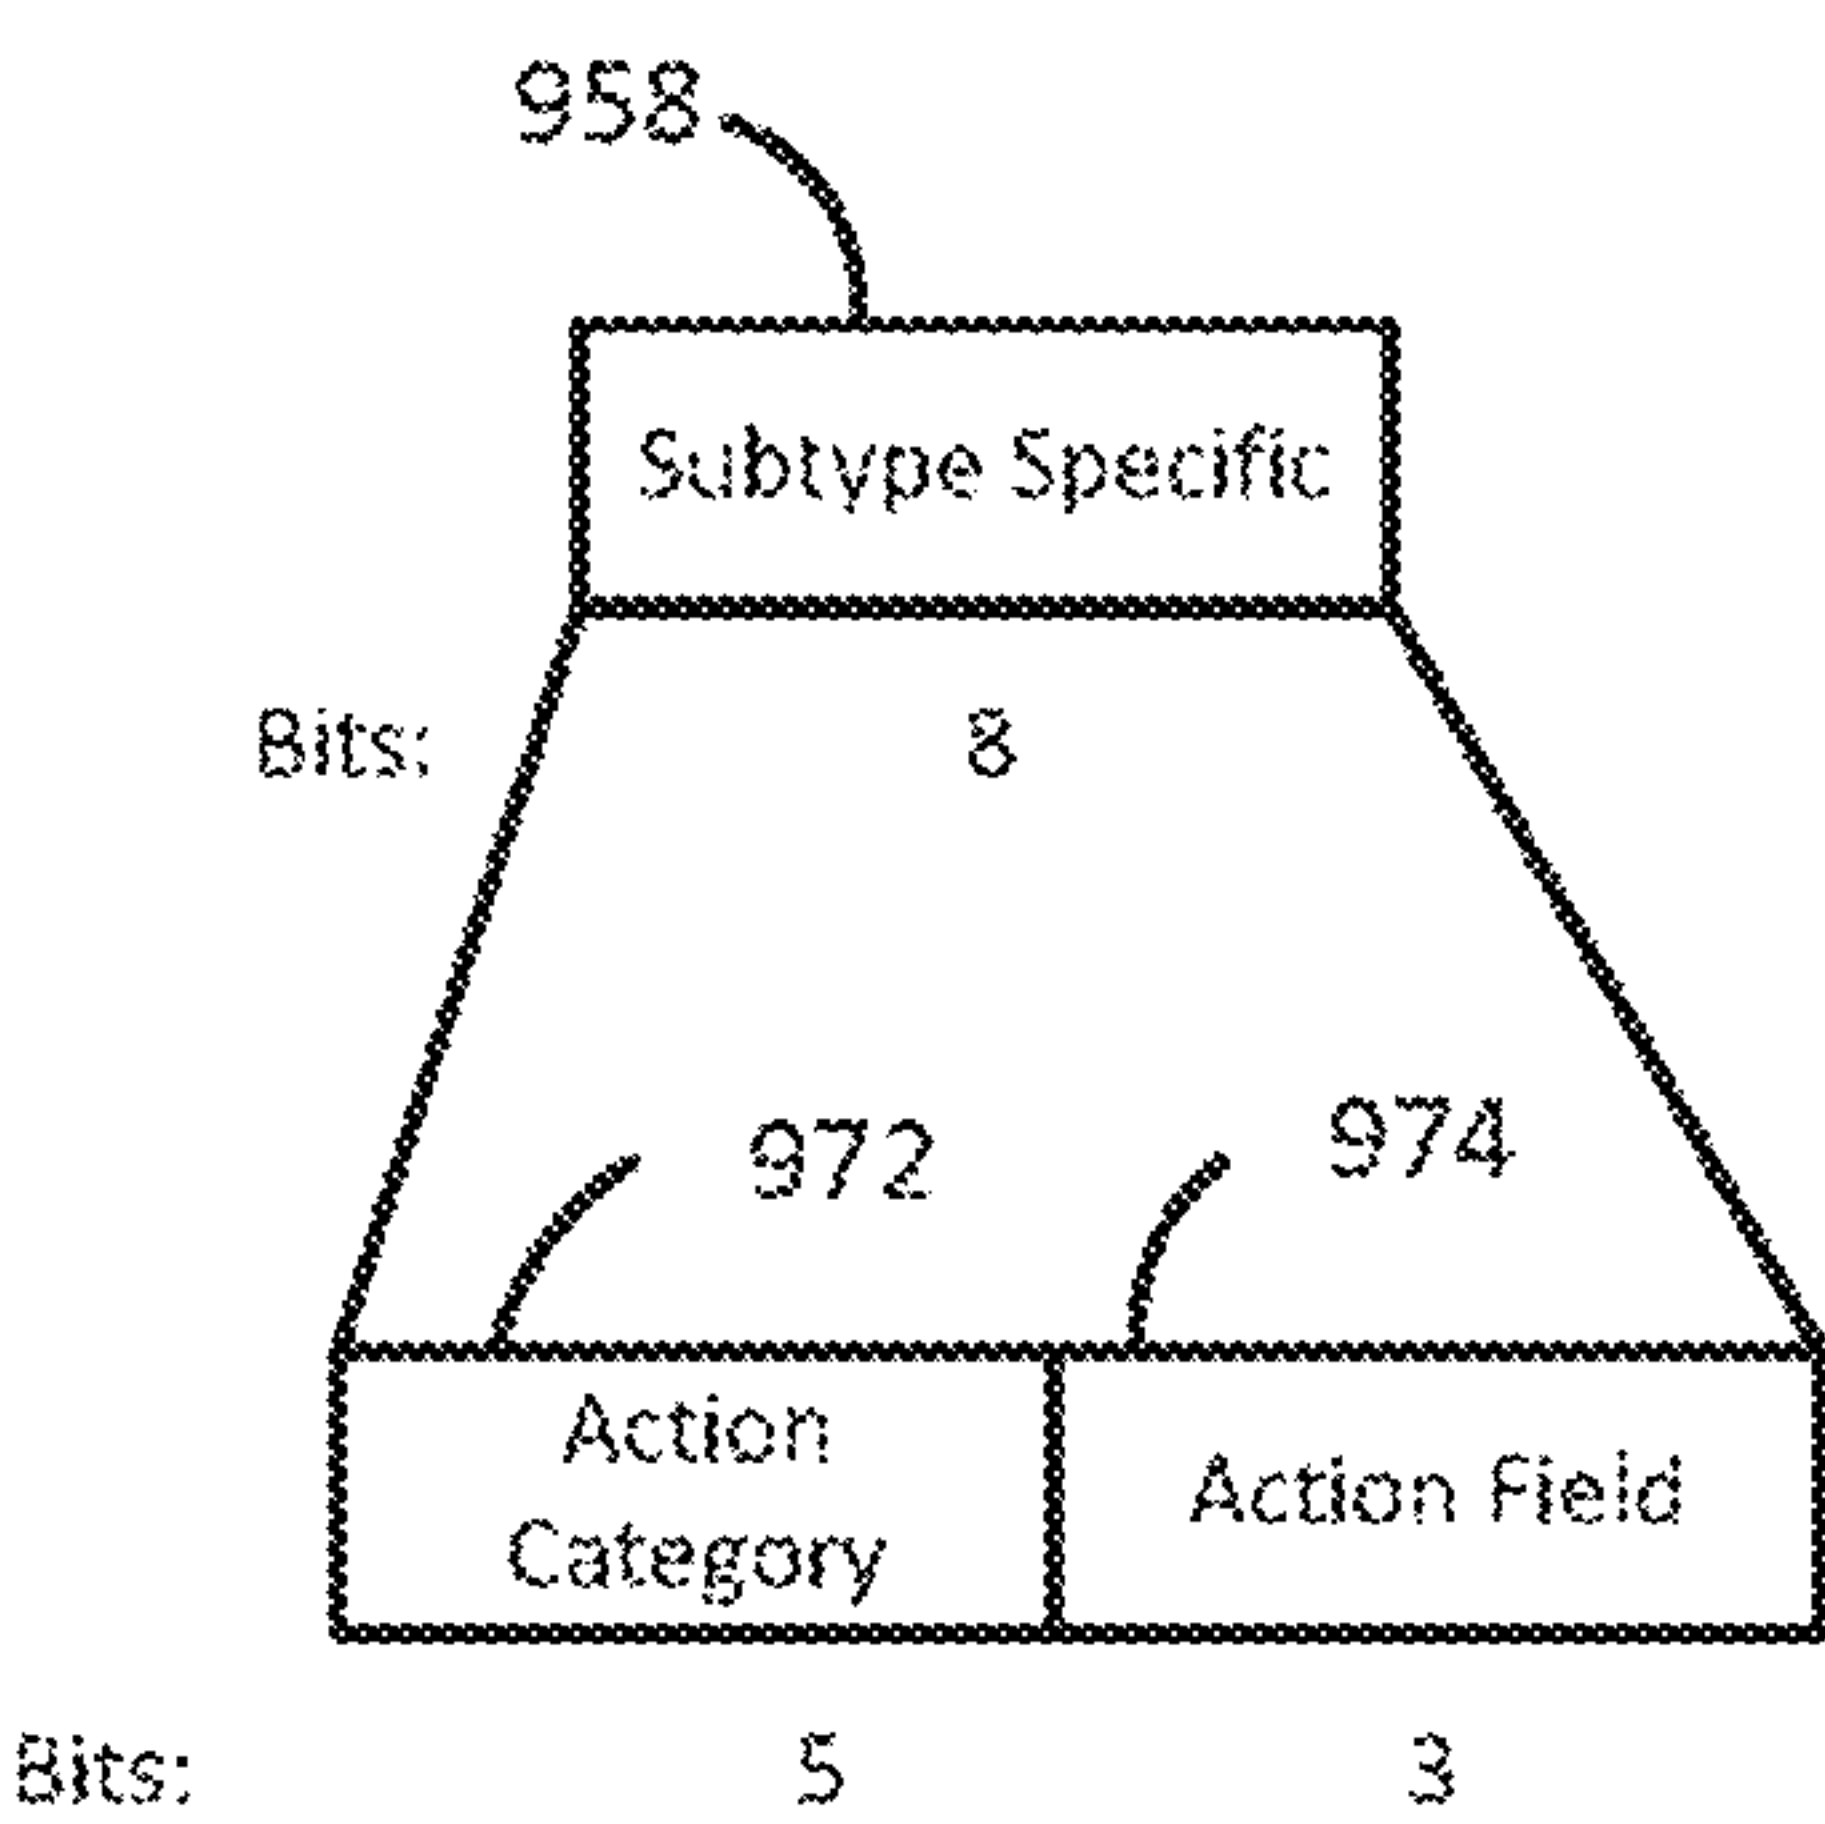 958
Subtype Specific
Bits: 8
972 974
Action
Category
Action Field
Bits: 5 3